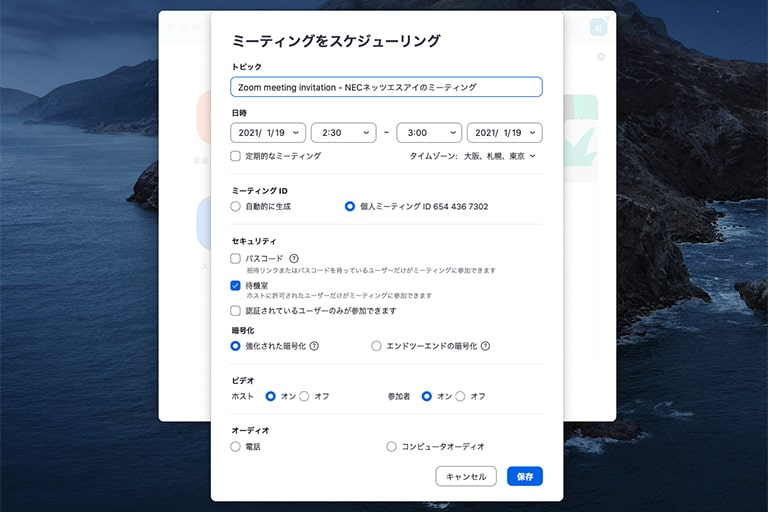 ミーティングをスケジューリング
トピック
Zoom meeting invitation - NECネッツエスアイのミーティング
日時
2021/ 1/19 2:30 ~ 3:00 2021/ 1/19
定期的なミーティング タイムゾーン: 大阪、札幌、東京
ミーティング ID
自動的に生成 個人ミーティング ID 654 436 7302
セキュリティ
パスコード ?
招待リンクまたはパスコードを持っているユーザーだけがミーティングに参加できます
待機室
ホストに許可されたユーザーだけがミーティングに参加できます
認証されているユーザーのみが参加できます
暗号化
強化された暗号化 ? エンドツーエンドの暗号化 ?
ビデオ
ホスト オン オフ 参加者 オン オフ
オーディオ
電話 コンピュータオーディオ
キャンセル 保存